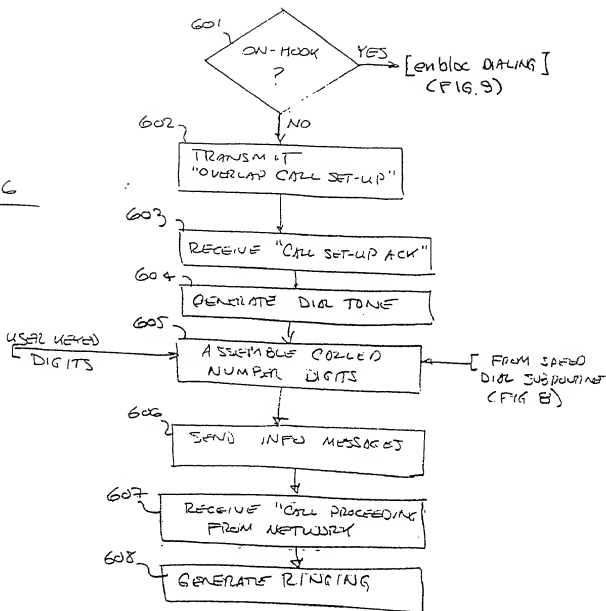 601
ON-HOOK
?
YES
[enbloc DIALING]
(FIG.9)
NO
602
TRANSMIT
"OVERLAP CALL SET-UP"
6
603
RECEIVE "CALL SET-UP ACK"
604
GENERATE DIAL TONE
605
USER KEYED
DIGITS
ASSEMBLE CALLED
NUMBER DIGITS
FROM SPEED
DIAL SUBROUTINE
(FIG 8)
606
SEND INFO MESSAGES
607
RECEIVE "CALL PROCEEDING
FROM NETWORK
608
GENERATE RINGING